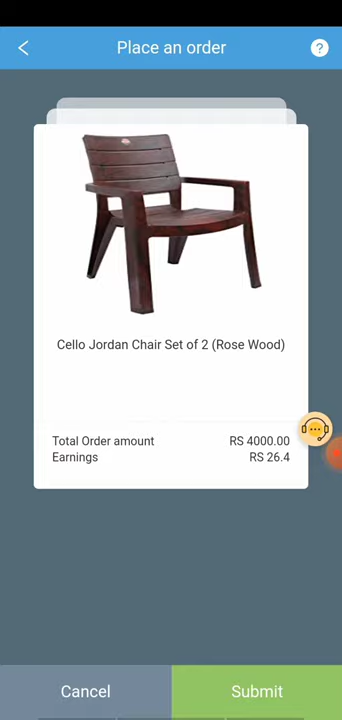 Place an order
?
Cello Jordan Chair Set of 2 (Rose Wood)
Total Order amount RS 4000.00
Earnings RS 26.4
Cancel Submit